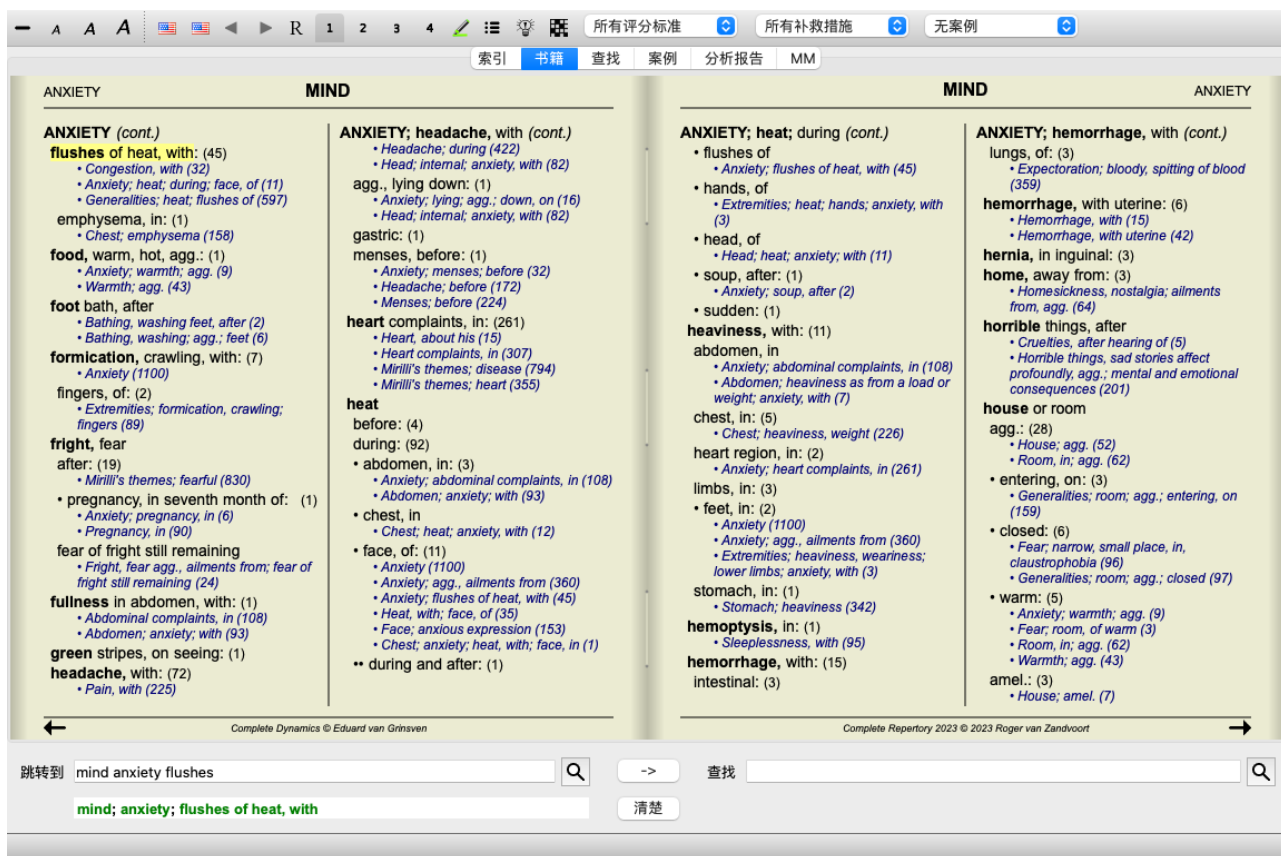 A A A R 1 2 3 4 所有评分标准 所有补救措施 无案例
索引 书籍 查找 案例 分析报告 MM
ANXIETY MIND
ANXIETY (cont.)
flushes of heat, with: (45)
• Congestion, with (32)
• Anxiety; heat; during; face, of (11)
• Generalities; heat; flushes of (597)
emphysema, in: (1)
• Chest; emphysema (158)
food, warm, hot, agg.: (1)
• Anxiety; warmth; agg. (9)
• Warmth; agg. (43)
foot bath, after
• Bathing, washing feet, after (2)
• Bathing, washing; agg.; feet (6)
formication, crawling, with: (7)
• Anxiety (1100)
fingers, of: (2)
• Extremities; formication, crawling;
fingers (89)
fright, fear
after: (19)
• Mirilli's themes; fearful (830)
• pregnancy, in seventh month of: (1)
• Anxiety; pregnancy, in (6)
• Pregnancy, in (90)
fear of fright still remaining
• Fright, fear agg., ailments from; fear of
fright still remaining (24)
fullness in abdomen, with: (1)
• Abdominal complaints, in (108)
• Abdomen; anxiety; with (93)
green stripes, on seeing: (1)
headache, with: (72)
• Pain, with (225)
ANXIETY; headache, with (cont.)
• Headache; during (422)
• Head; internal; anxiety, with (82)
agg., lying down: (1)
• Anxiety; lying; agg.; down, on (16)
• Head; internal; anxiety, with (82)
gastric: (1)
menses, before: (1)
• Anxiety; menses; before (32)
• Headache; before (172)
• Menses; before (224)
heart complaints, in: (261)
• Heart, about his (15)
• Heart complaints, in (307)
• Mirilli's themes; disease (794)
• Mirilli's themes; heart (355)
heat
before: (4)
during: (92)
• abdomen, in: (3)
• Anxiety; abdominal complaints, in (108)
• Abdomen; anxiety; with (93)
• chest, in
• Chest; heat; anxiety, with (12)
• face, of: (11)
• Anxiety (1100)
• Anxiety; agg., ailments from (360)
• Anxiety; flushes of heat, with (45)
• Heat, with; face, of (35)
• Face; anxious expression (153)
• Chest; anxiety; heat, with; face, in (1)
•• during and after: (1)
Complete Dynamics © Eduard van Grinsven
MIND ANXIETY
ANXIETY; heat; during (cont.)
• flushes of
• Anxiety; flushes of heat, with (45)
• hands, of
• Extremities; heat; hands; anxiety, with
(3)
• head, of
• Head; heat; anxiety; with (11)
• soup, after: (1)
• Anxiety; soup, after (2)
• sudden: (1)
heaviness, with: (11)
abdomen, in
• Anxiety; abdominal complaints, in (108)
• Abdomen; heaviness as from a load or
weight; anxiety, with (7)
chest, in: (5)
• Chest; heaviness, weight (226)
heart region, in: (2)
• Anxiety; heart complaints, in (261)
limbs, in: (3)
• feet, in: (2)
• Anxiety (1100)
• Anxiety; agg., ailments from (360)
• Extremities; heaviness, weariness;
lower limbs; anxiety, with (3)
stomach, in: (1)
• Stomach; heaviness (342)
hemoptysis, in: (1)
• Sleeplessness, with (95)
hemorrhage, with: (15)
intestinal: (3)
ANXIETY; hemorrhage, with (cont.)
lungs, of: (3)
• Expectoration; bloody, spitting of blood
(359)
hemorrhage, with uterine: (6)
• Hemorrhage, with (15)
• Hemorrhage, with uterine (42)
hernia, in inguinal: (3)
home, away from: (3)
• Homesickness, nostalgia; ailments
from, agg. (64)
horrible things, after
• Cruelties, after hearing of (5)
• Horrible things, sad stories affect
profoundly, agg.; mental and emotional
consequences (201)
house or room
agg.: (28)
• House; agg. (52)
• Room, in; agg. (62)
• entering, on: (3)
• Generalities; room; agg.; entering, on
(159)
• closed: (6)
• Fear; narrow, small place, in,
claustrophobia (96)
• Generalities; room; agg.; closed (97)
• warm: (5)
• Anxiety; warmth; agg. (9)
• Fear; room, of warm (3)
• Room, in; agg. (62)
• Warmth; agg. (43)
amel.: (3)
• House; amel. (7)
Complete Repertory 2023 © 2023 Roger van Zandvoort
跳转到 mind anxiety flushes -> 查找
mind; anxiety; flushes of heat, with 清楚